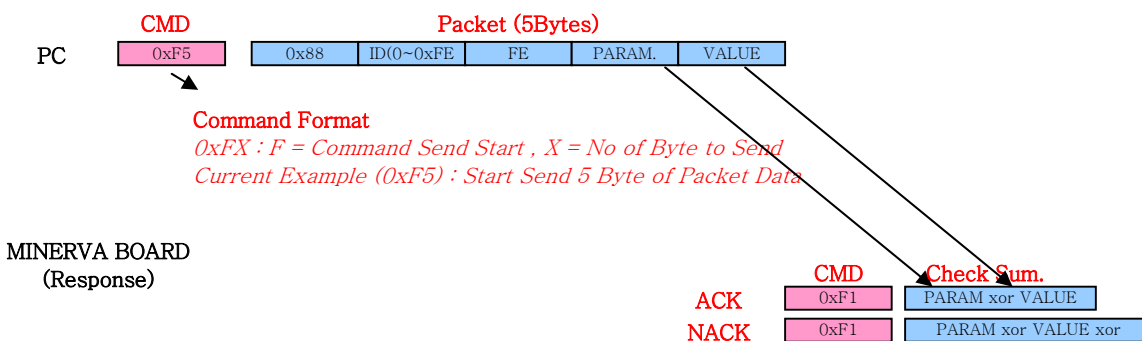 CMD Packet (5Bytes)
PC 0xF5 0x88 ID(0~0xFE FE PARAM. VALUE
Command Format
0xFX : F = Command Send Start , X = No of Byte to Send
Current Example (0xF5) : Start Send 5 Byte of Packet Data
MINERVA BOARD
(Response)
CMD Check Sum.
ACK 0xF1 PARAM xor VALUE
NACK 0xF1 PARAM xor VALUE xor